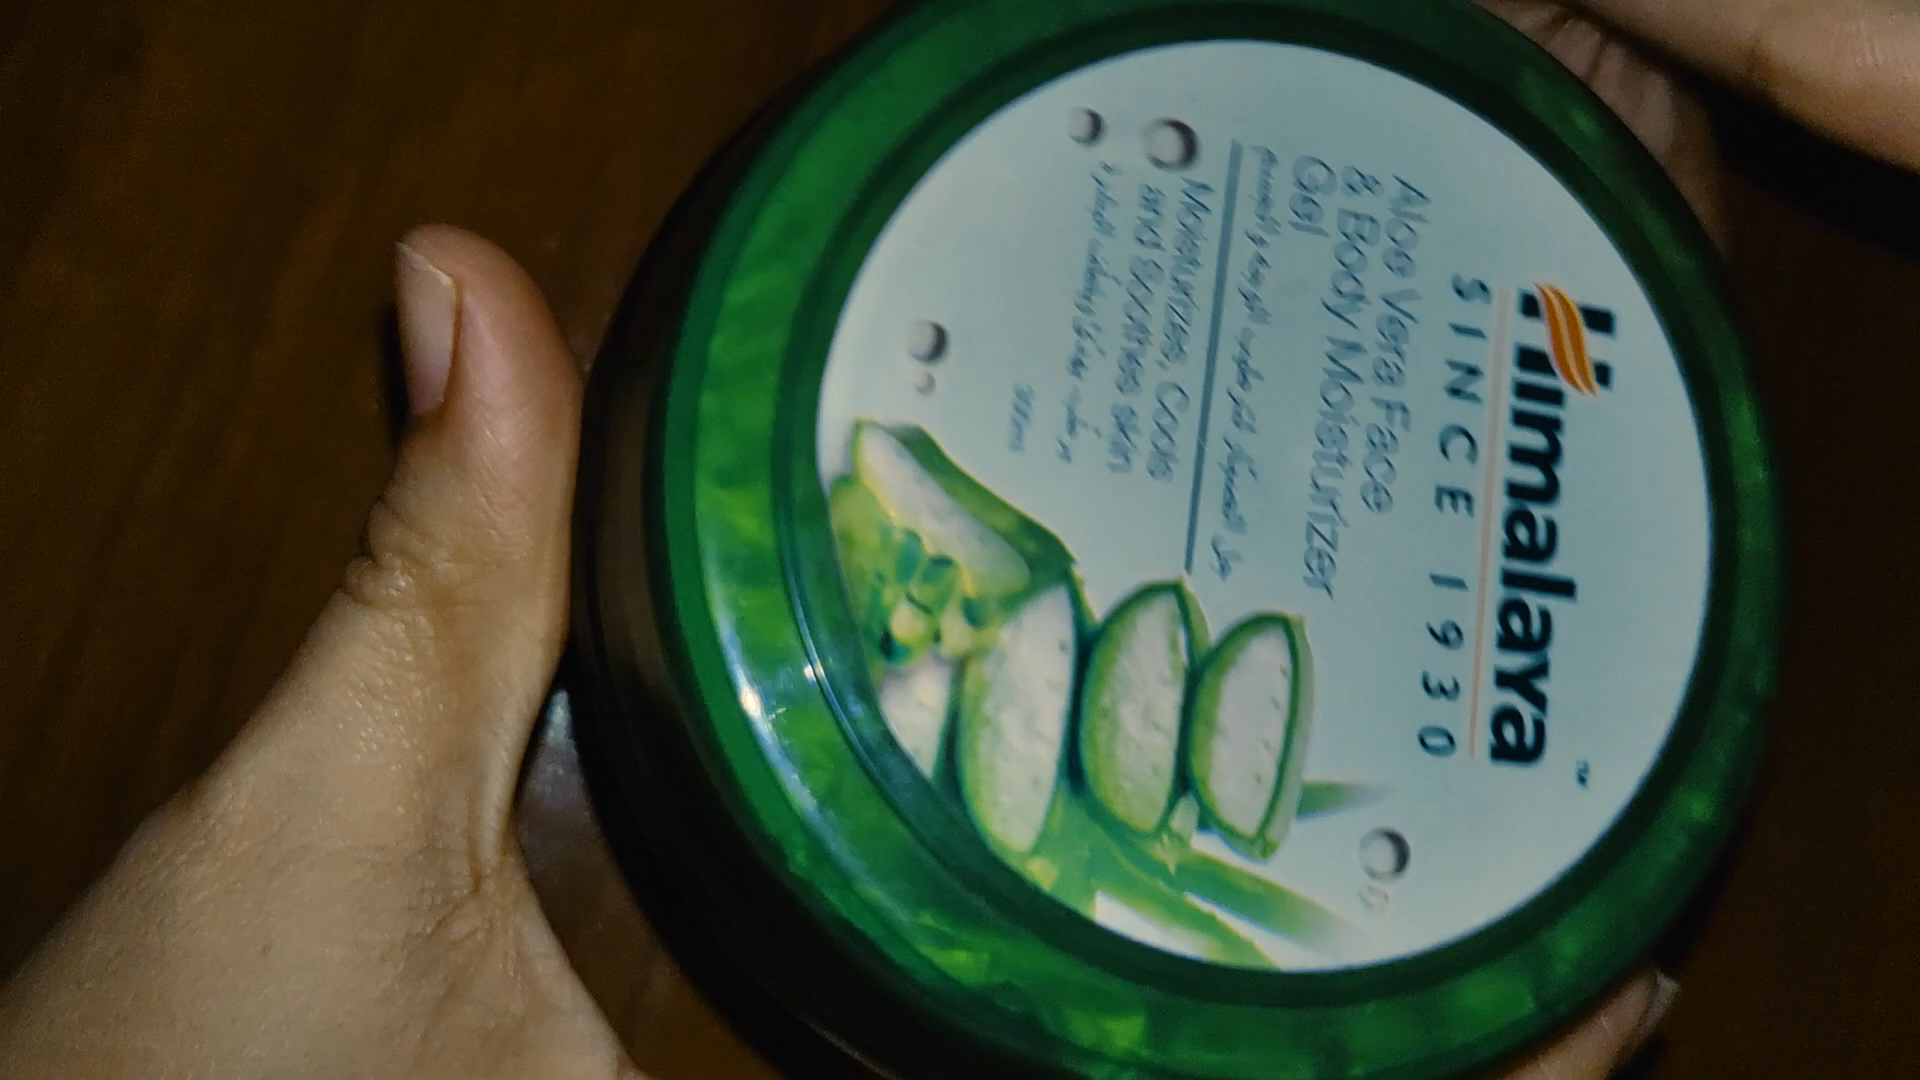 Himalaya
SINCE 1930
Aloe Vera Face
& Body Moisturizer
Gel
Moisturizes, Cools
and Soothes skin